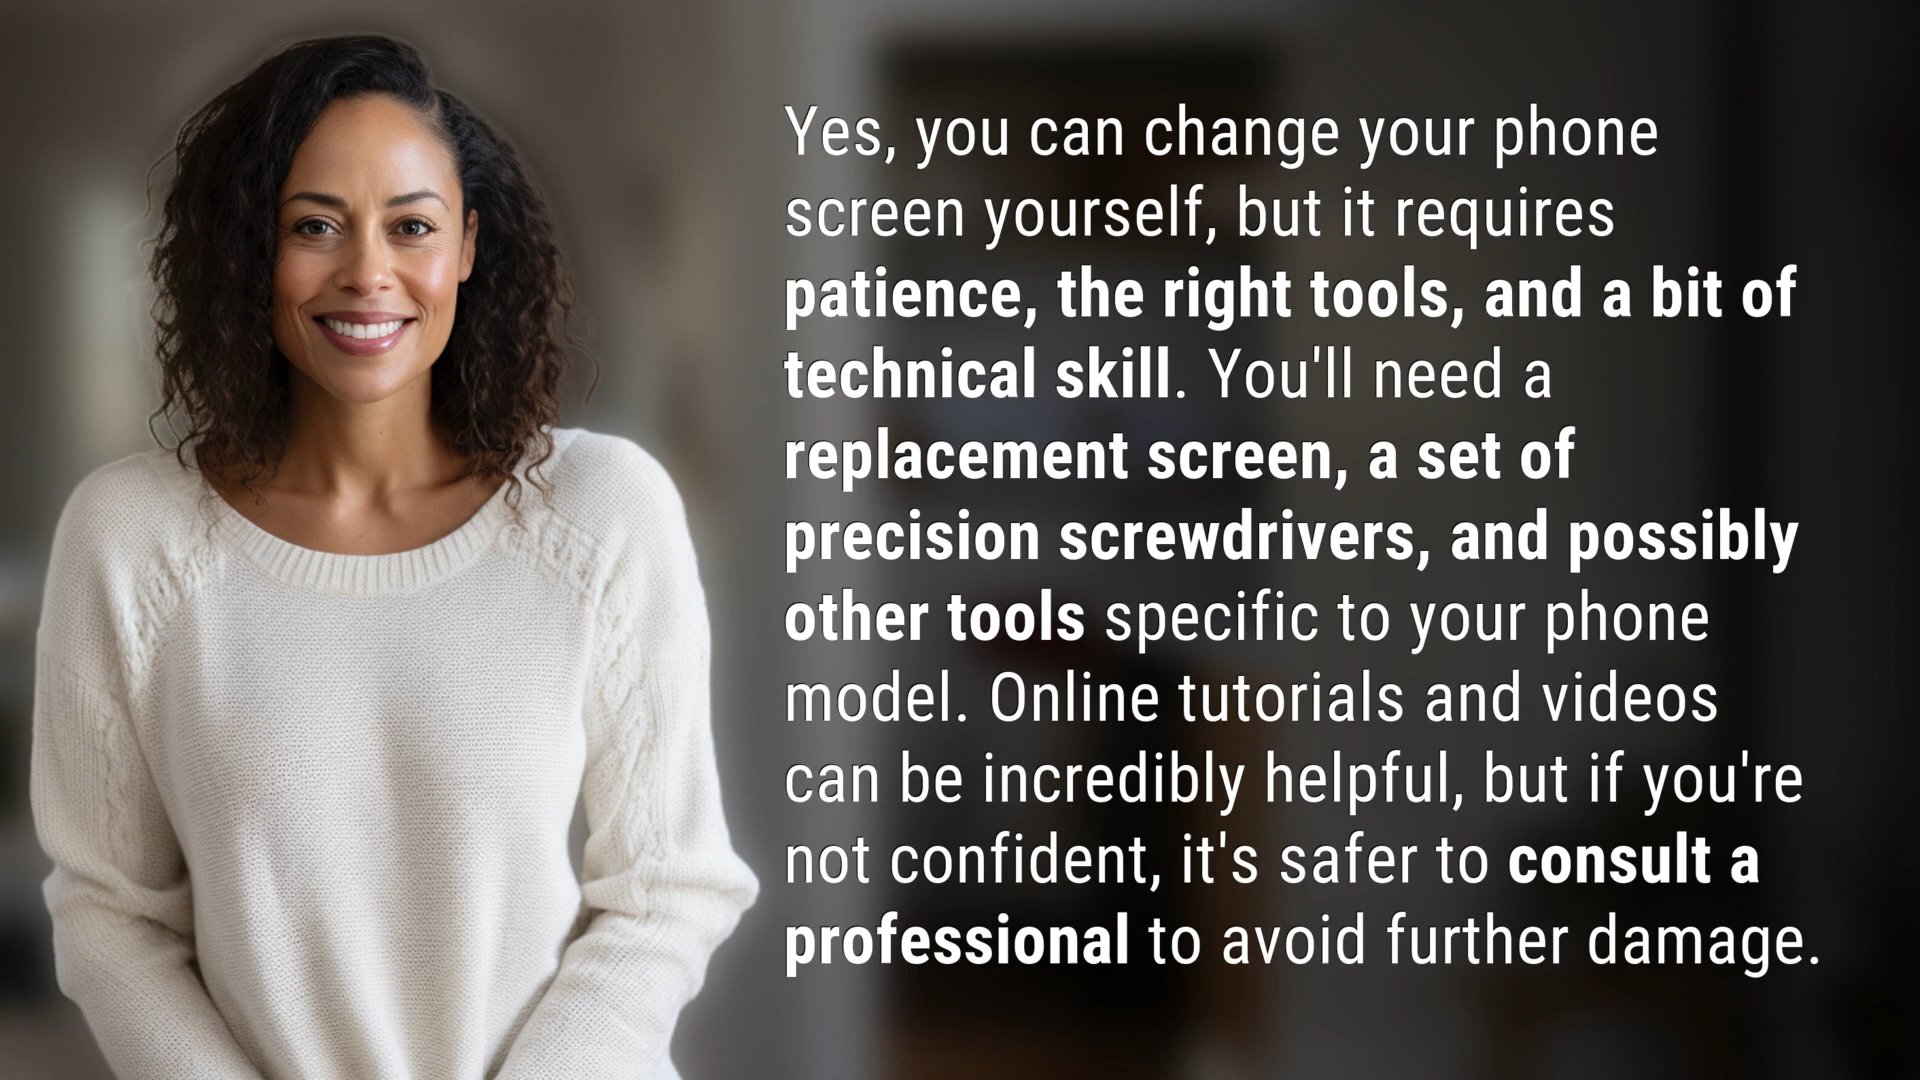 Yes, you can change your phone
screen yourself, but it requires
patience, the right tools, and a bit of
technical skill. You'll need a
replacement screen, a set of
precision screwdrivers, and possibly
other tools specific to your phone
model. Online tutorials and videos
can be incredibly helpful, but if you're
not confident, it's safer to consult a
professional to avoid further damage.